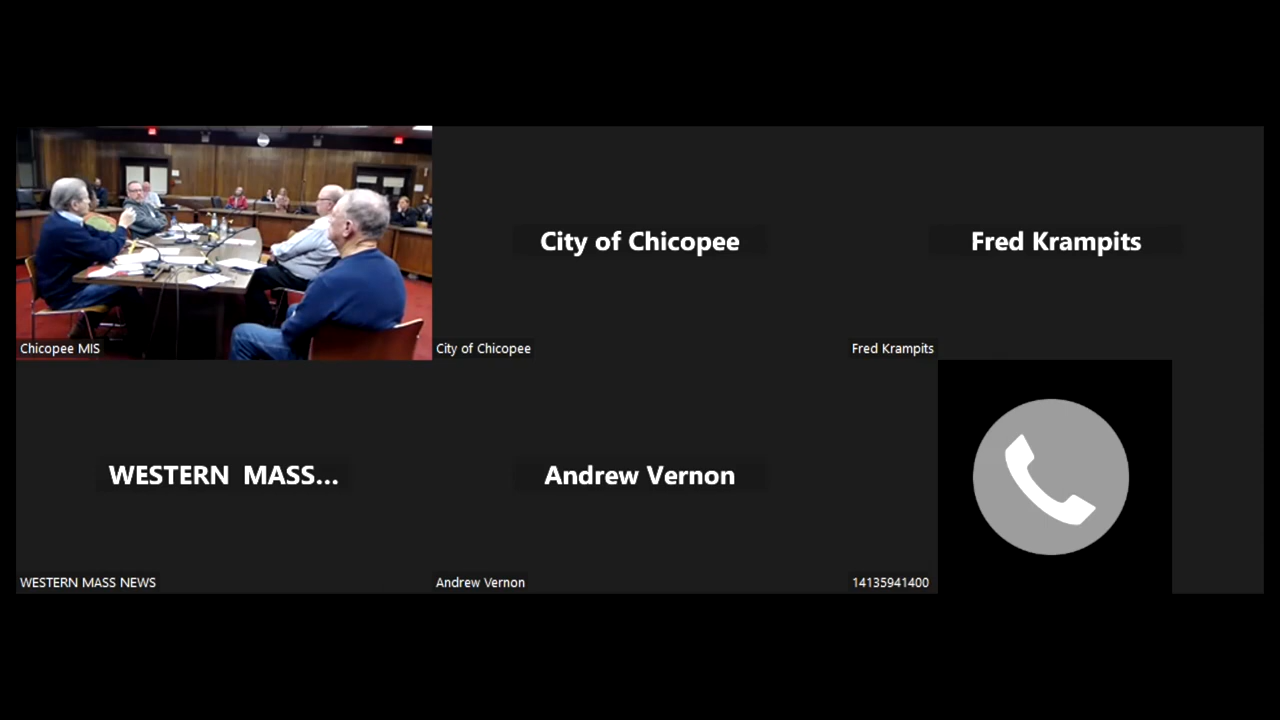 City of Chicopee
Fred Krampits
Chicopee MIS
City of Chicopee
Fred Krampits
WESTERN MASS...
Andrew Vernon
WESTERN MASS NEWS
Andrew Vernon
14135941400